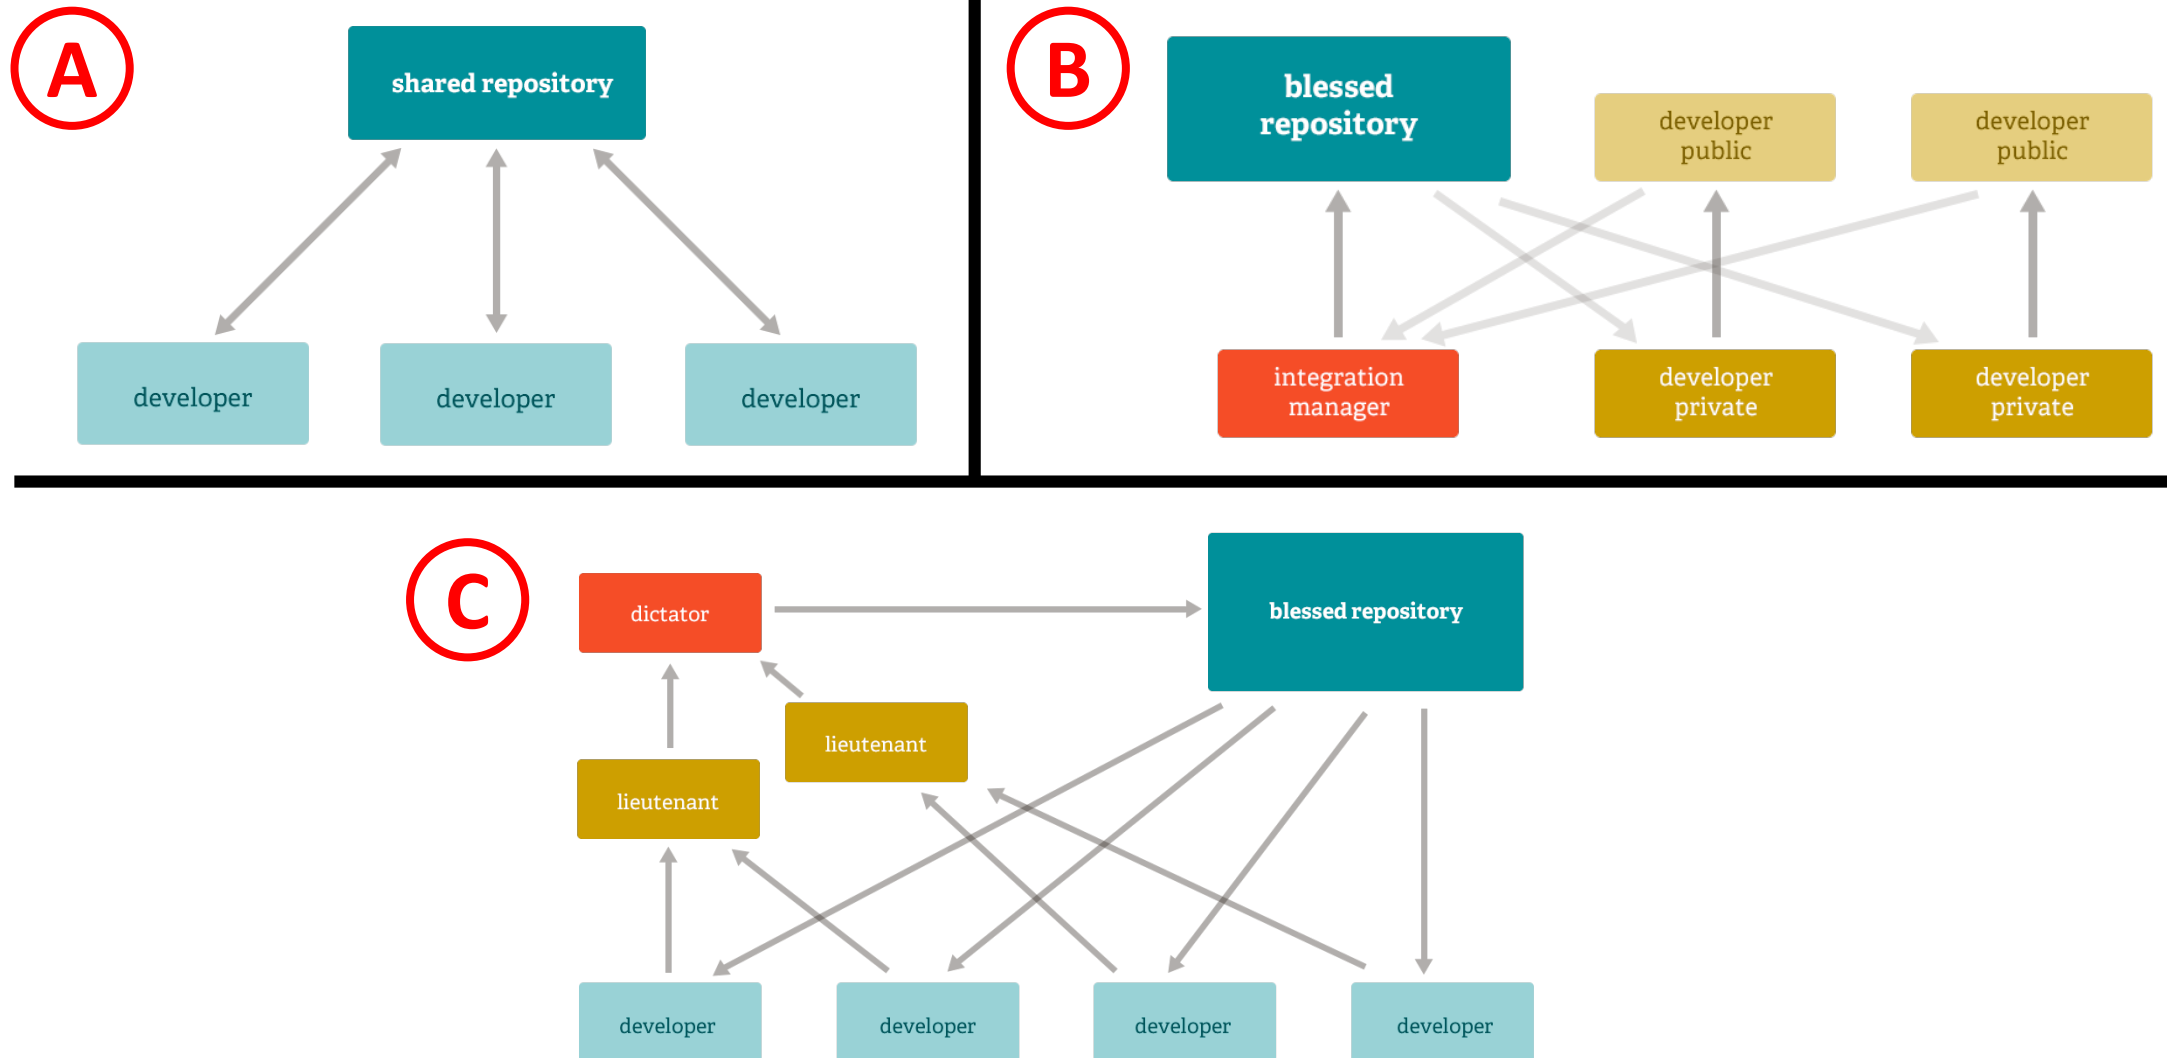 A
shared repository
developer
developer
developer
B
blessed
repository
developer
public
developer
public
integration
manager
developer
private
developer
private
C
dictator
blessed repository
lieutenant
lieutenant
developer
developer
developer
developer